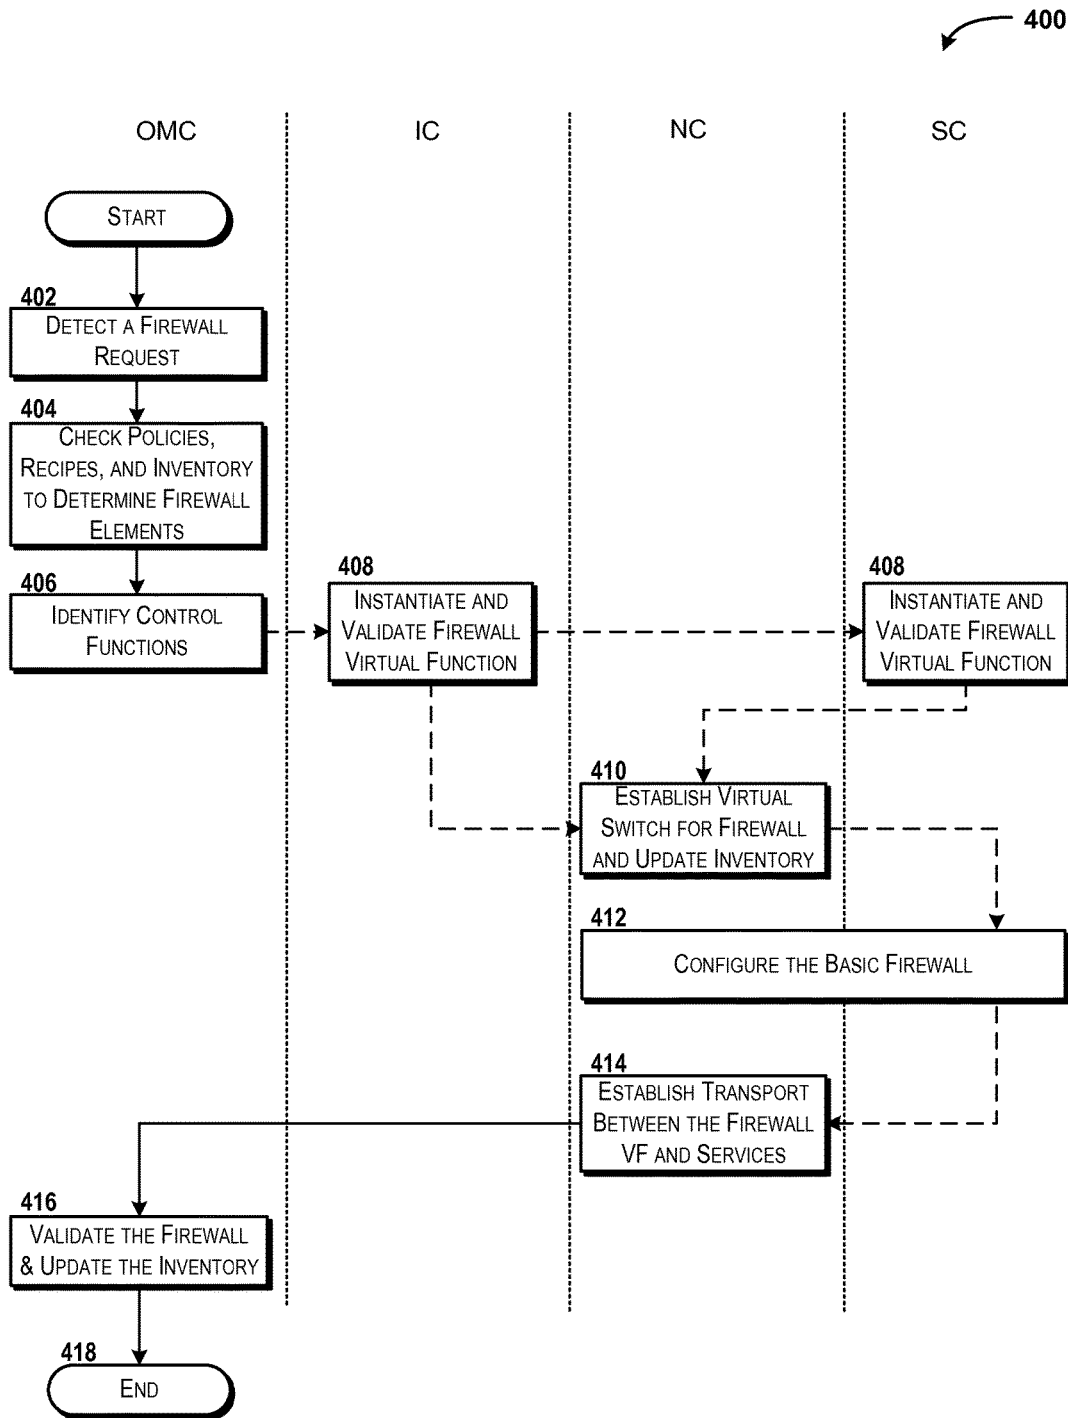 400
OMC
IC
NC
SC
START
402
DETECT A FIREWALL
REQUEST
404
CHECK POLICIES,
RECIPES, AND INVENTORY
TO DETERMINE FIREWALL
ELEMENTS
406
IDENTIFY CONTROL
FUNCTIONS
408
INSTANTIATE AND
VALIDATE FIREWALL
VIRTUAL FUNCTION
408
INSTANTIATE AND
VALIDATE FIREWALL
VIRTUAL FUNCTION
410
ESTABLISH VIRTUAL
SWITCH FOR FIREWALL
AND UPDATE INVENTORY
412
CONFIGURE THE BASIC FIREWALL
414
ESTABLISH TRANSPORT
BETWEEN THE FIREWALL
VF AND SERVICES
416
VALIDATE THE FIREWALL
& UPDATE THE INVENTORY
418
END